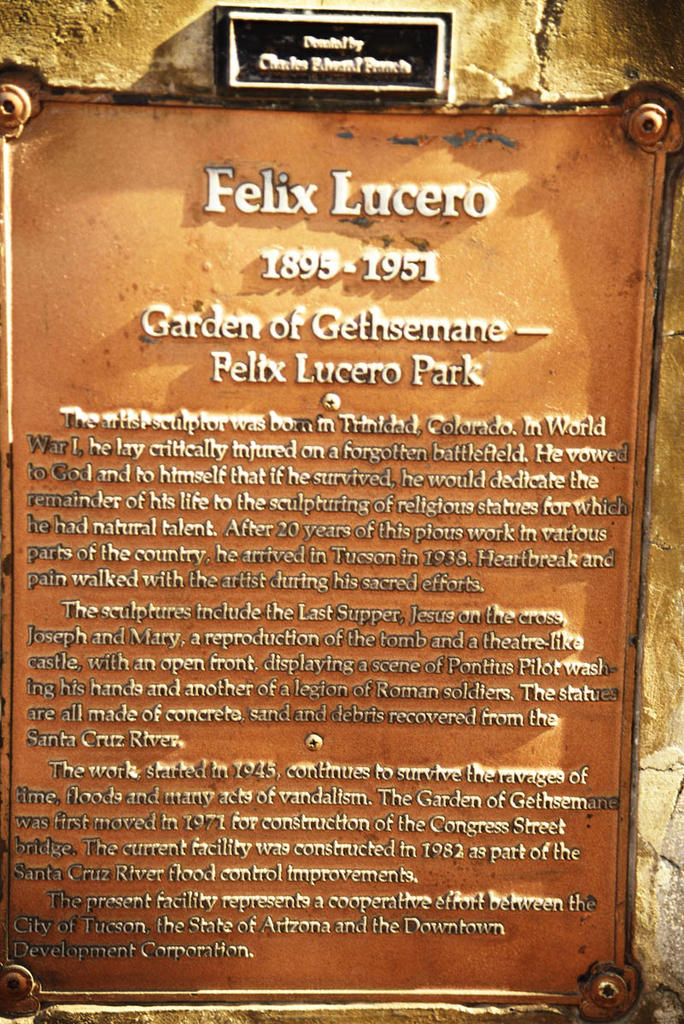 Donated by
Charles Edward Francis
Felix Lucero
1895 - 1951
Garden of Gethsemane —
Felix Lucero Park
The artist-sculptor was born in Trinidad, Colorado. In World
War I, he lay critically injured on a forgotten battlefield. He vowed
to God and to himself that if he survived, he would dedicate the
remainder of his life to the sculpturing of religious statues for which
he had natural talent. After 20 years of this pious work in various
parts of the country, he arrived in Tucson in 1938. Heartbreak and
pain walked with the artist during his sacred efforts.
The sculptures include the Last Supper, Jesus on the cross,
Joseph and Mary, a reproduction of the tomb and a theatre-like
castle, with an open front, displaying a scene of Pontius Pilot wash-
ing his hands and another of a legion of Roman soldiers. The statues
are all made of concrete, sand and debris recovered from the
Santa Cruz River.
The work, started in 1945, continues to survive the ravages of
time, floods and many acts of vandalism. The Garden of Gethsemane
was first moved in 1971 for construction of the Congress Street
bridge. The current facility was constructed in 1982 as part of the
Santa Cruz River flood control improvements.
The present facility represents a cooperative effort between the
City of Tucson, the State of Arizona and the Downtown
Development Corporation.